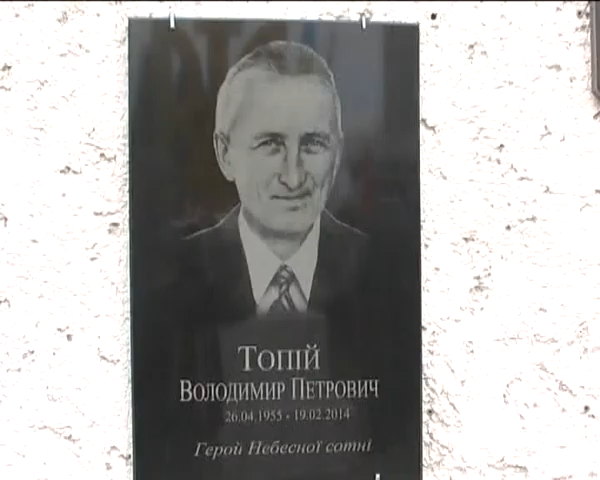 Топій
Володимир Петрович
26.04.1955 - 19.02.2014
Герой Небесної сотні